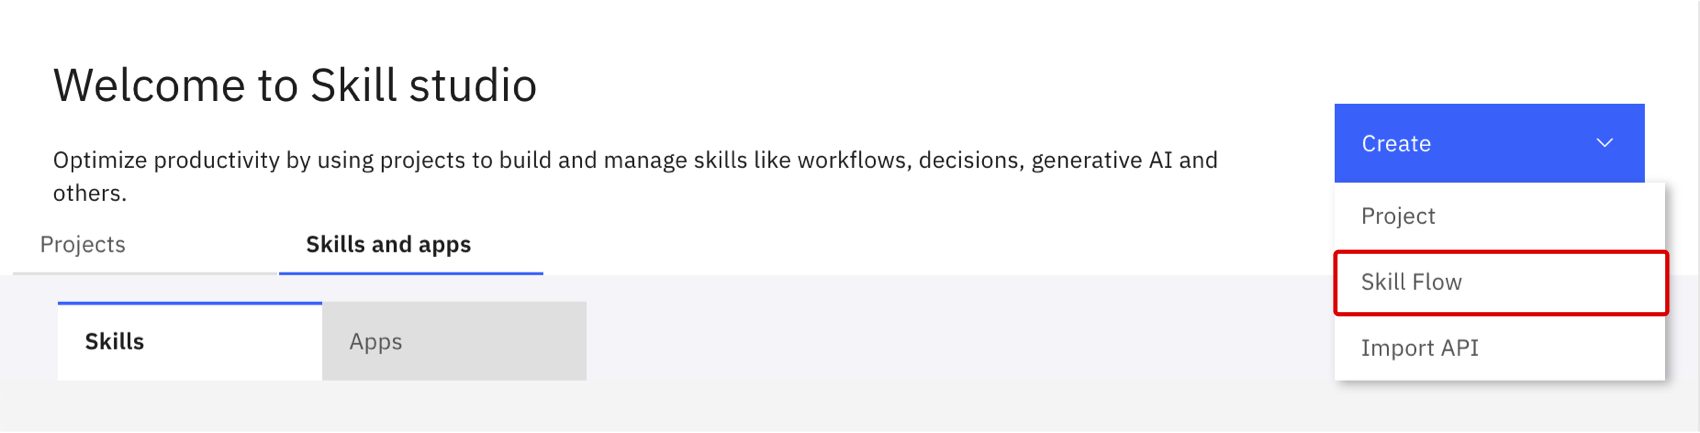 Welcome to Skill studio
Optimize productivity by using projects to build and manage skills like workflows, decisions, generative AI and
others.
Create
Project
Skill Flow
Import API
Projects
Skills and apps
Skills
Apps